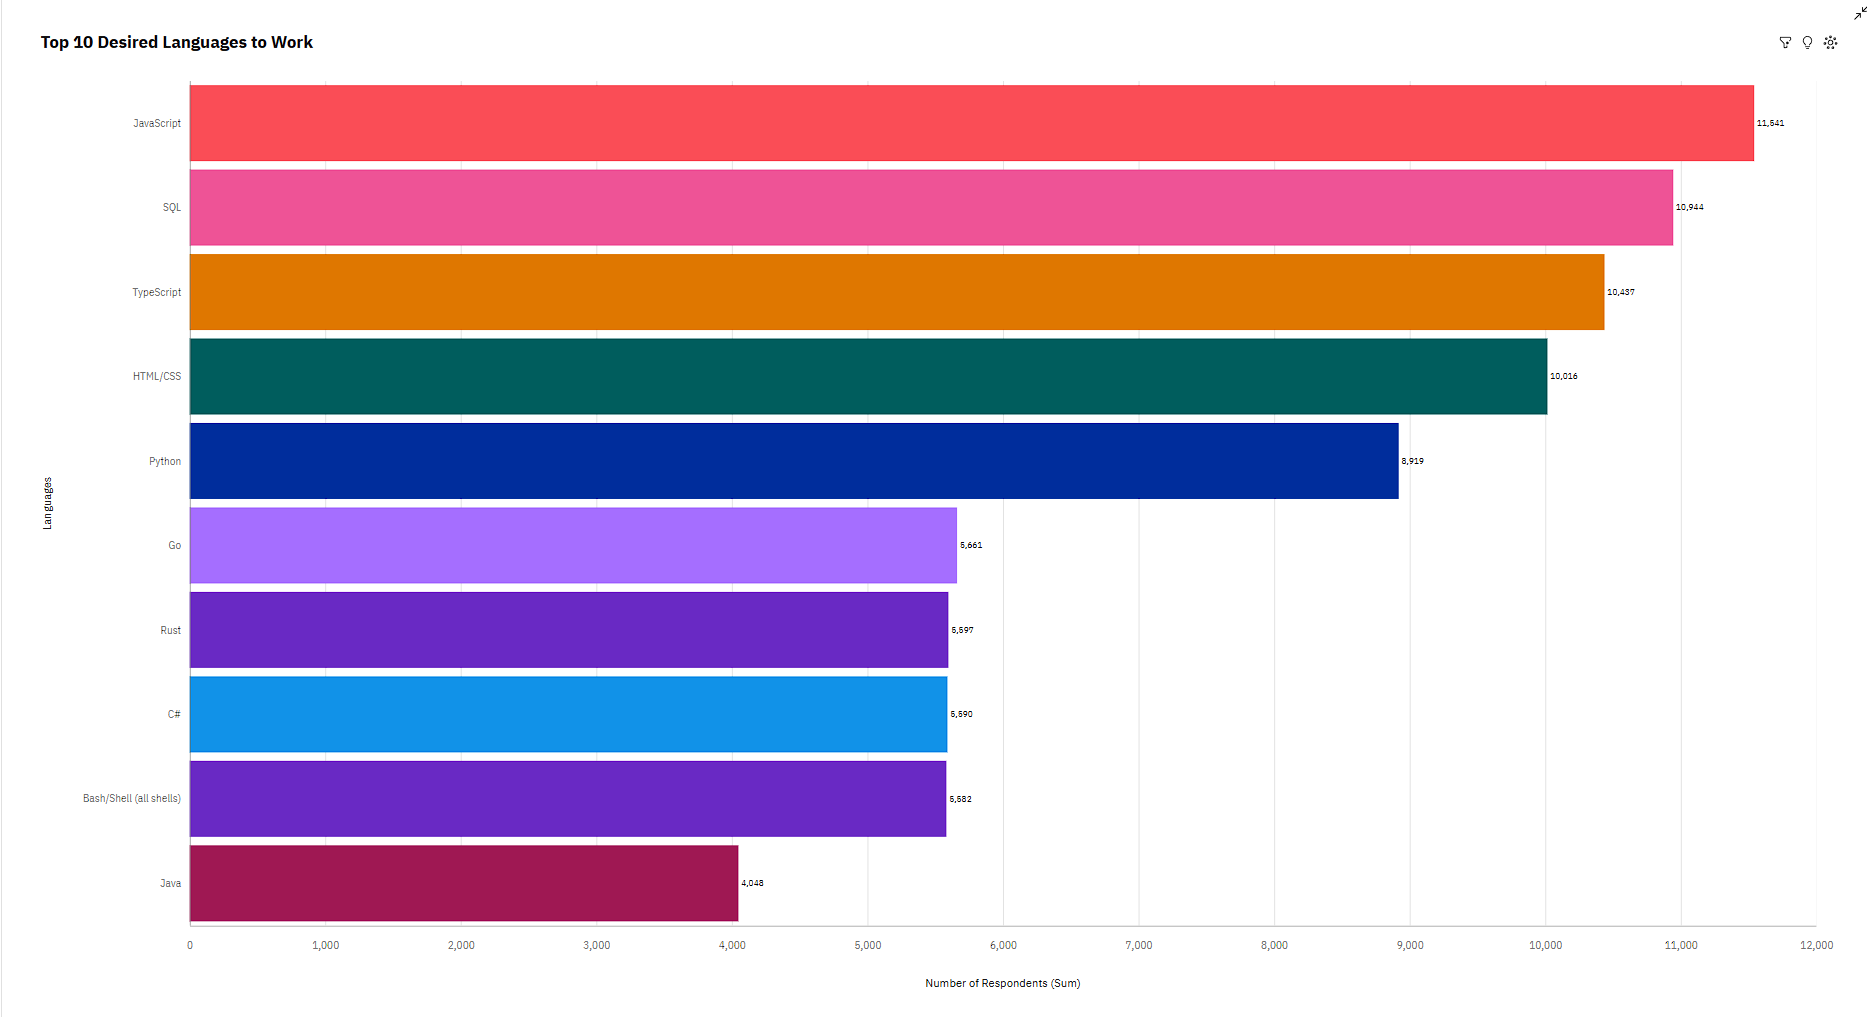 Top 10 Desired Languages to Work
JavaScript
11,541
SQL
10,944
TypeScript
10,437
HTML/CSS
10,016
Python
8,919
Languages
Go
5,661
Rust
5,597
C#
5,590
Bash/Shell (all shells)
5,582
Java
4,048
0 1,000 2,000 3,000 4,000 5,000 6,000 7,000 8,000 9,000 10,000 11,000 12,000
Number of Respondents (Sum)